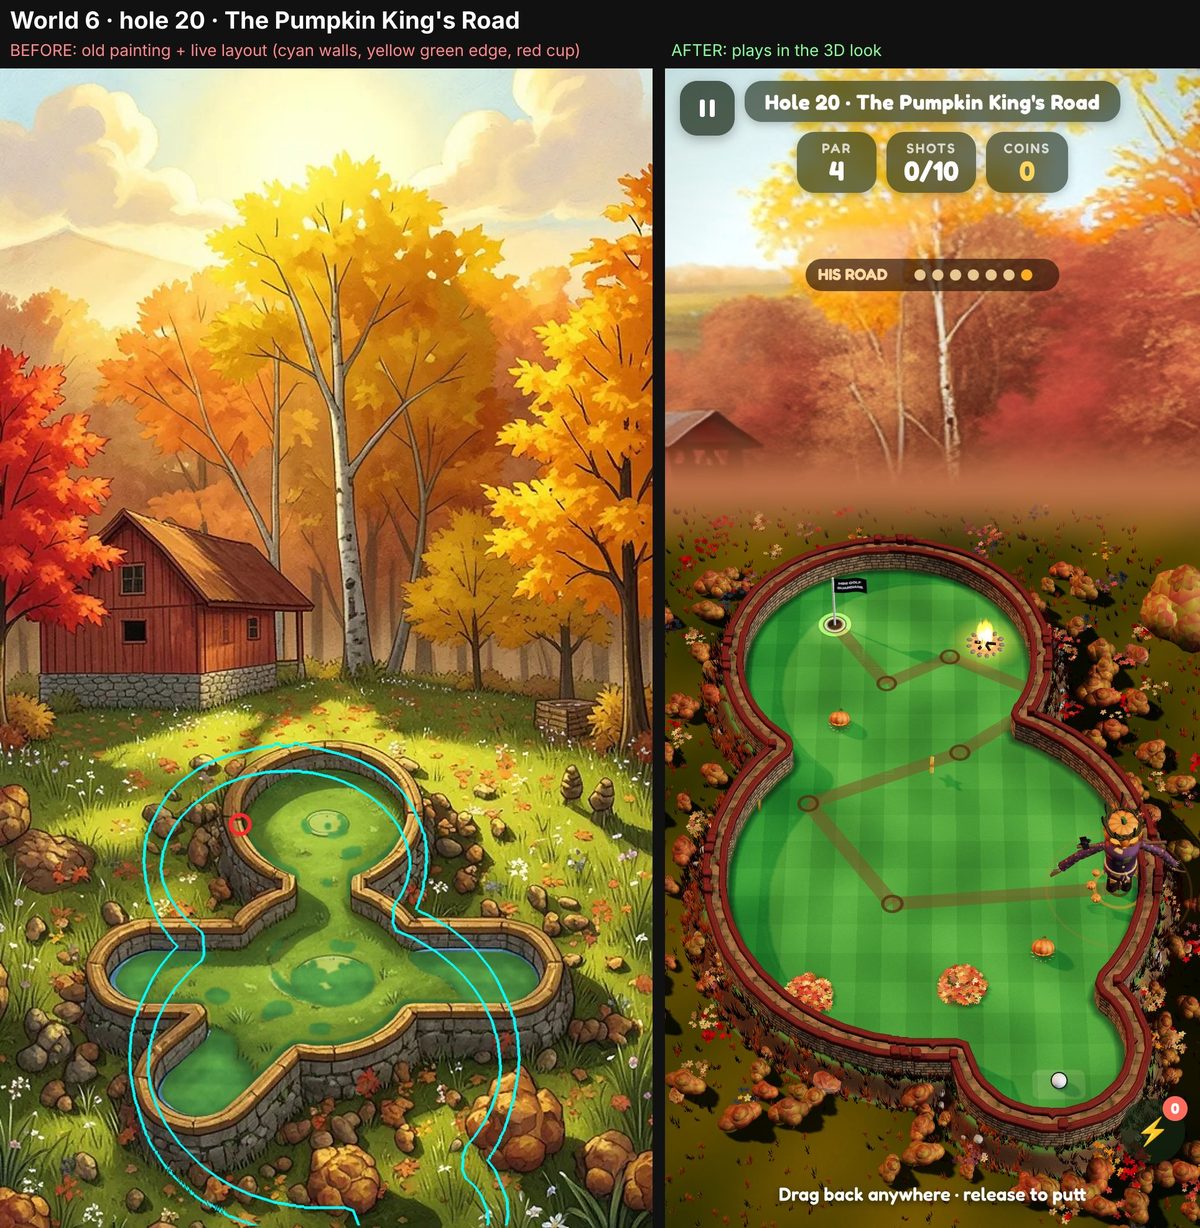 World 6 · hole 20 · The Pumpkin King's Road
BEFORE: old painting + live layout (cyan walls, yellow green edge, red cup)
AFTER: plays in the 3D look
Hole 20 · The Pumpkin King's Road
PAR
4
SHOTS
0/10
COINS
0
HIS ROAD
MINI GOLF
0
Drag back anywhere · release to putt